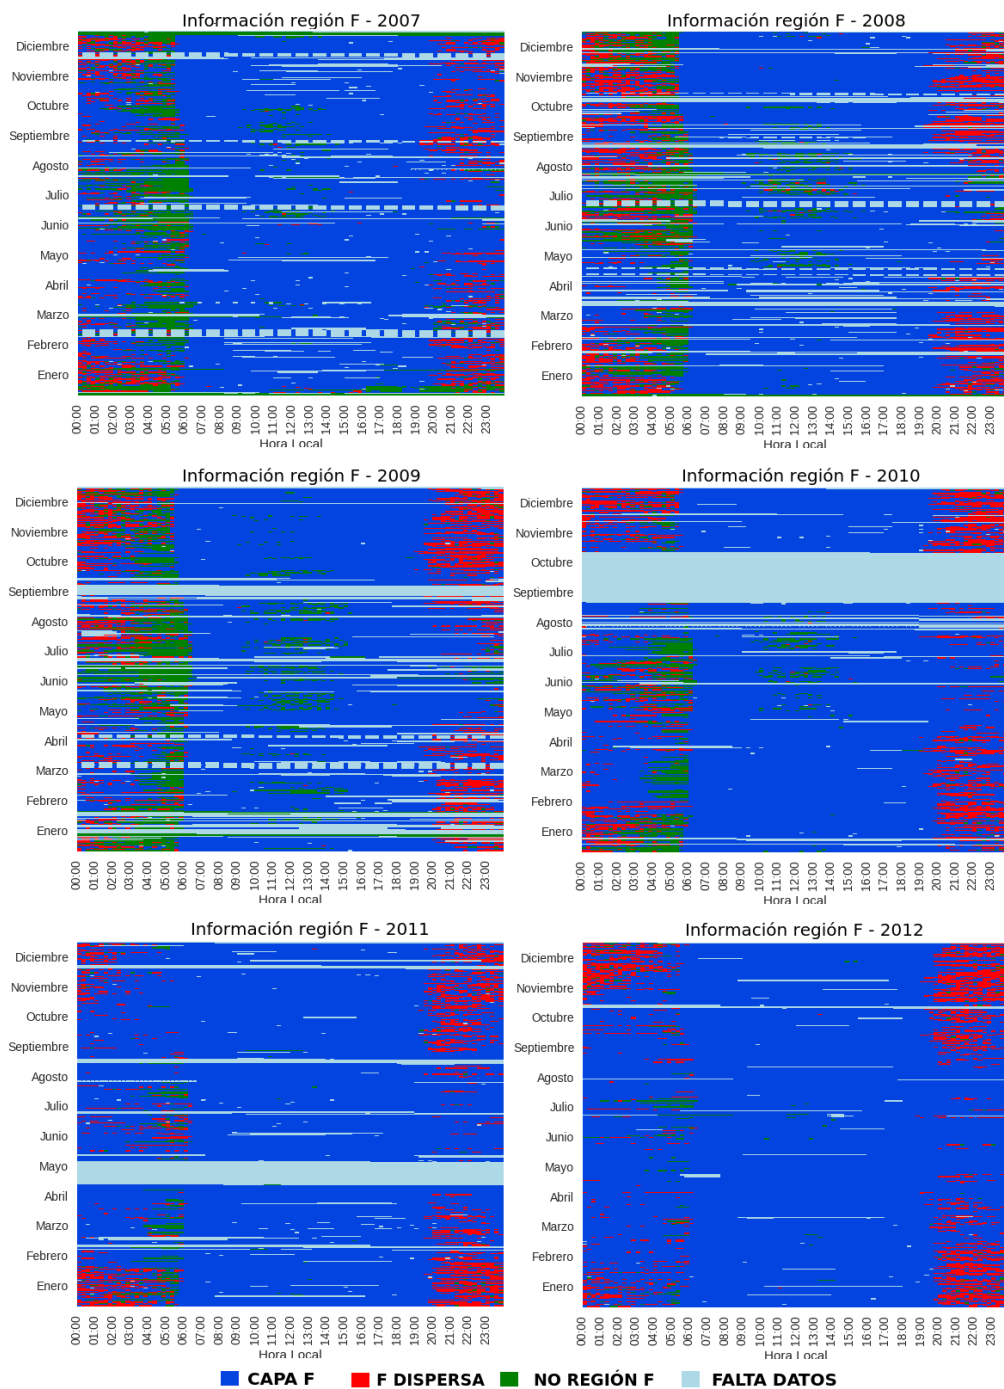 Información región F - 2007
Diciembre
Noviembre
Octubre
Septiembre
Agosto
Julio
Junio
Mayo
Abril
Marzo
Febrero
Enero
00:00 01:00 02:00 03:00 04:00 05:00 06:00 07:00 08:00 09:00 10:00 11:00 12:00 13:00 14:00 15:00 16:00 17:00 18:00 19:00 20:00 21:00 22:00 23:00
Hora Local
Información región F - 2008
Diciembre
Noviembre
Octubre
Septiembre
Agosto
Julio
Junio
Mayo
Abril
Marzo
Febrero
Enero
00:00 01:00 02:00 03:00 04:00 05:00 06:00 07:00 08:00 09:00 10:00 11:00 12:00 13:00 14:00 15:00 16:00 17:00 18:00 19:00 20:00 21:00 22:00 23:00
Hora Local
Información región F - 2009
Diciembre
Noviembre
Octubre
Septiembre
Agosto
Julio
Junio
Mayo
Abril
Marzo
Febrero
Enero
00:00 01:00 02:00 03:00 04:00 05:00 06:00 07:00 08:00 09:00 10:00 11:00 12:00 13:00 14:00 15:00 16:00 17:00 18:00 19:00 20:00 21:00 22:00 23:00
Hora Local
Información región F - 2010
Diciembre
Noviembre
Octubre
Septiembre
Agosto
Julio
Junio
Mayo
Abril
Marzo
Febrero
Enero
00:00 01:00 02:00 03:00 04:00 05:00 06:00 07:00 08:00 09:00 10:00 11:00 12:00 13:00 14:00 15:00 16:00 17:00 18:00 19:00 20:00 21:00 22:00 23:00
Hora Local
Información región F - 2011
Diciembre
Noviembre
Octubre
Septiembre
Agosto
Julio
Junio
Mayo
Abril
Marzo
Febrero
Enero
00:00 01:00 02:00 03:00 04:00 05:00 06:00 07:00 08:00 09:00 10:00 11:00 12:00 13:00 14:00 15:00 16:00 17:00 18:00 19:00 20:00 21:00 22:00 23:00
Hora Local
Información región F - 2012
Diciembre
Noviembre
Octubre
Septiembre
Agosto
Julio
Junio
Mayo
Abril
Marzo
Febrero
Enero
00:00 01:00 02:00 03:00 04:00 05:00 06:00 07:00 08:00 09:00 10:00 11:00 12:00 13:00 14:00 15:00 16:00 17:00 18:00 19:00 20:00 21:00 22:00 23:00
Hora Local
CAPA F F DISPERSA NO REGIÓN F FALTA DATOS